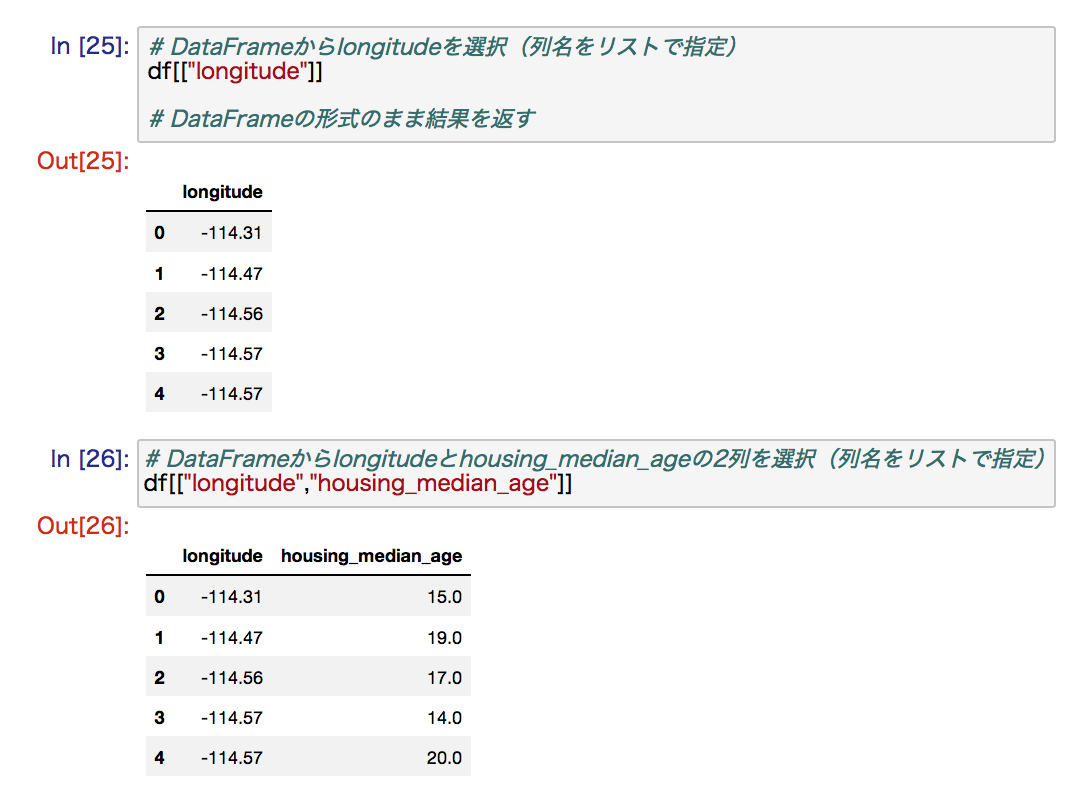 In [25]: # DataFrameからlongitudeを選択（列名をリストで指定）
df[["longitude"]]
# DataFrameの形式のまま結果を返す
Out[25]:
longitude
0 -114.31
1 -114.47
2 -114.56
3 -114.57
4 -114.57
In [26]: # DataFrameからlongitudeとhousing_median_ageの2列を選択（列名をリストで指定）
df[["longitude","housing_median_age"]]
Out[26]:
longitude housing_median_age
0 -114.31 15.0
1 -114.47 19.0
2 -114.56 17.0
3 -114.57 14.0
4 -114.57 20.0